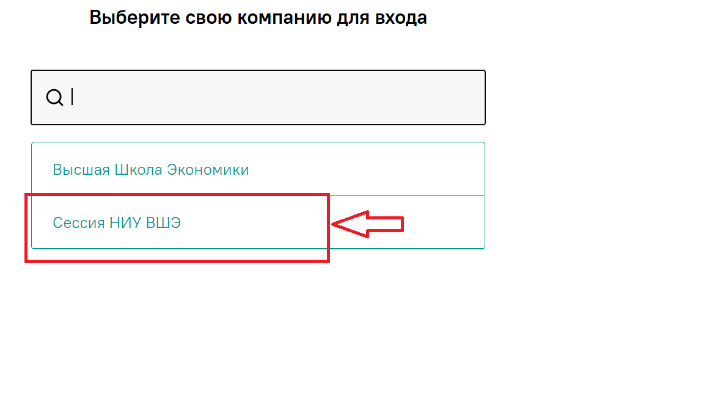 Выберите свою компанию для входа
Высшая Школа Экономики
Сессия НИУ ВШЭ